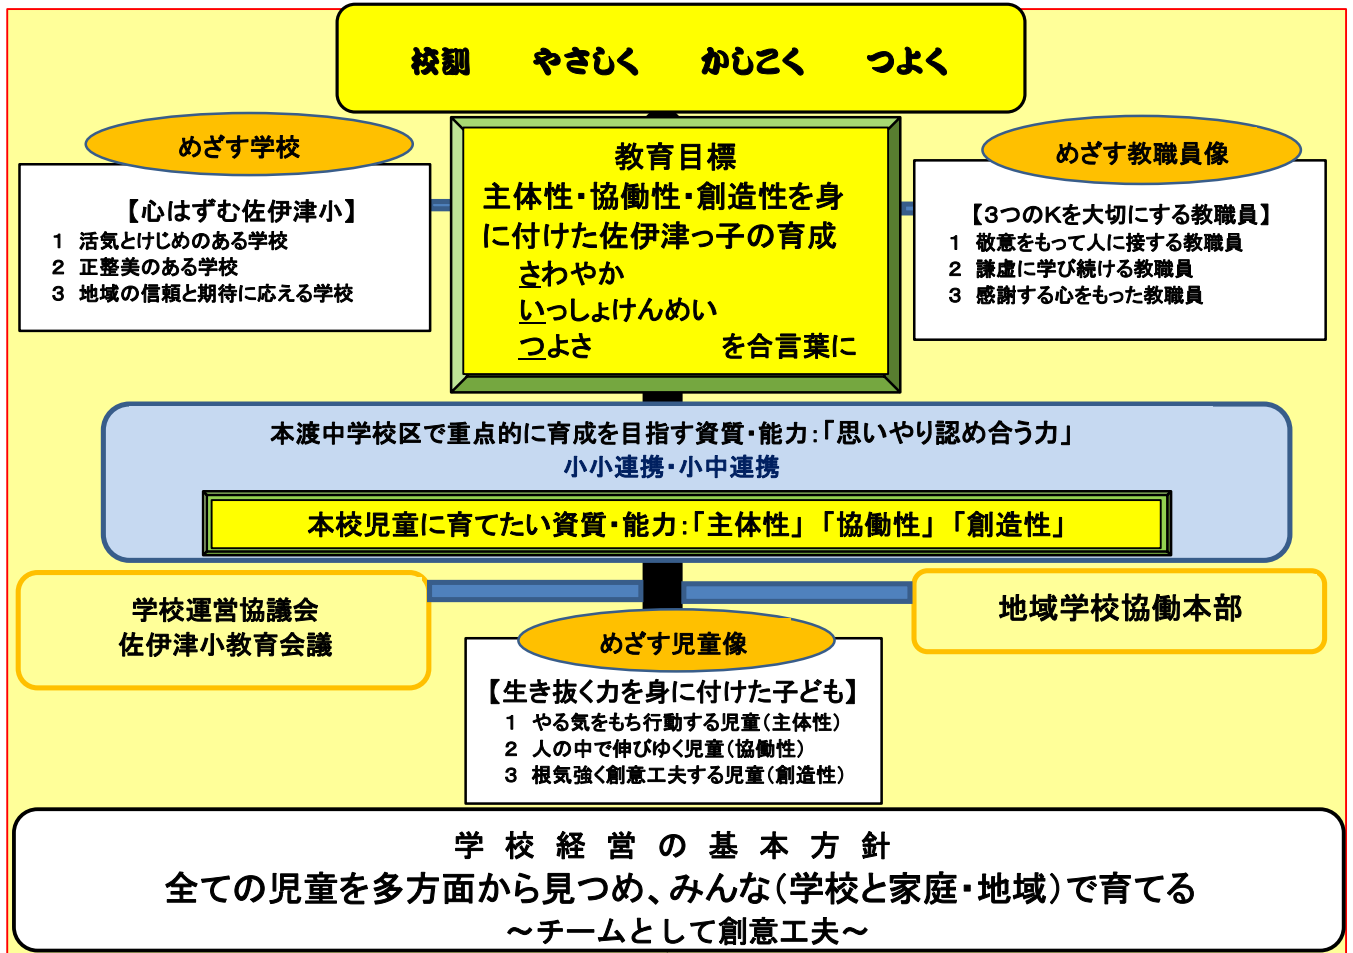 校訓　やさしく　かしこく　つよく
めざす学校
【心はずむ佐伊津小】
1 活気とけじめのある学校
2 正整美のある学校
3 地域の信頼と期待に応える学校
教育目標
主体性・協働性・創造性を身
に付けた佐伊津っ子の育成
さわやか
いっしょけんめい
つよさ　を合言葉に
めざす教職員像
【3つのKを大切にする教職員】
1 敬意をもって人に接する教職員
2 謙虚に学び続ける教職員
3 感謝する心をもった教職員
本渡中学校区で重点的に育成を目指す資質・能力：「思いやり認め合う力」
小小連携・小中連携
本校児童に育てたい資質・能力：「主体性」「協働性」「創造性」
学校運営協議会
佐伊津小教育会議
地域学校協働本部
めざす児童像
【生き抜く力を身に付けた子ども】
1 やる気をもち行動する児童（主体性）
2 人の中で伸びゆく児童（協働性）
3 根気強く創意工夫する児童（創造性）
学校経営の基本方針
全ての児童を多方面から見つめ、みんな（学校と家庭・地域）で育てる
～チームとして創意工夫～